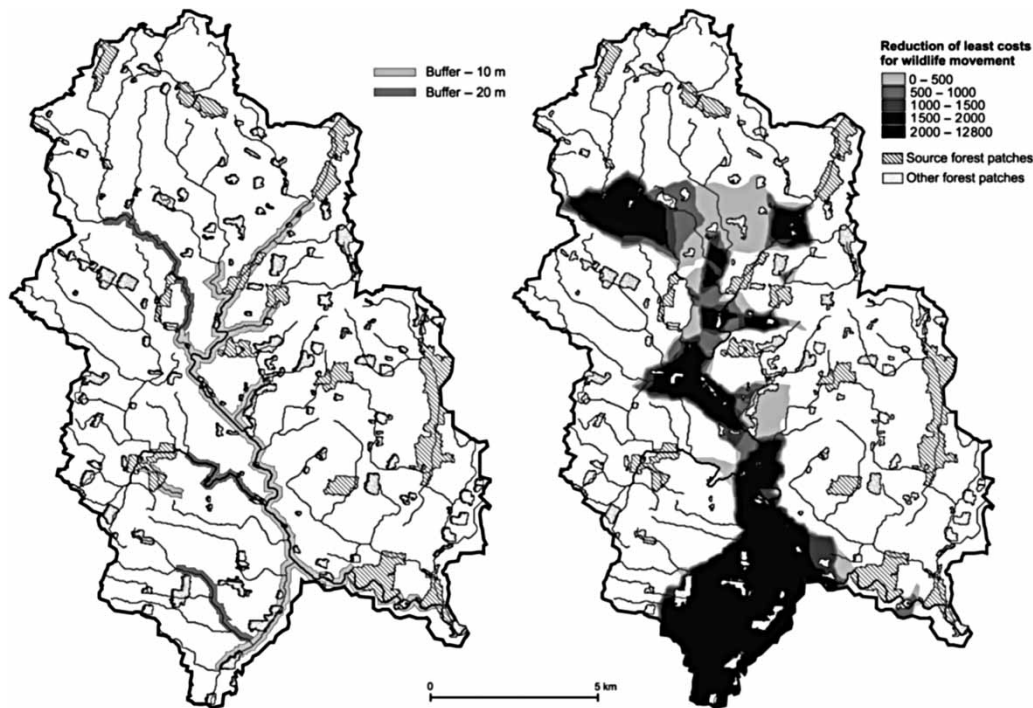 Buffer – 10 m
Buffer – 20 m
Reduction of least costs
for wildlife movement
0 – 500
500 – 1000
1000 – 1500
1500 – 2000
2000 – 12800
Source forest patches
Other forest patches
0
5 km